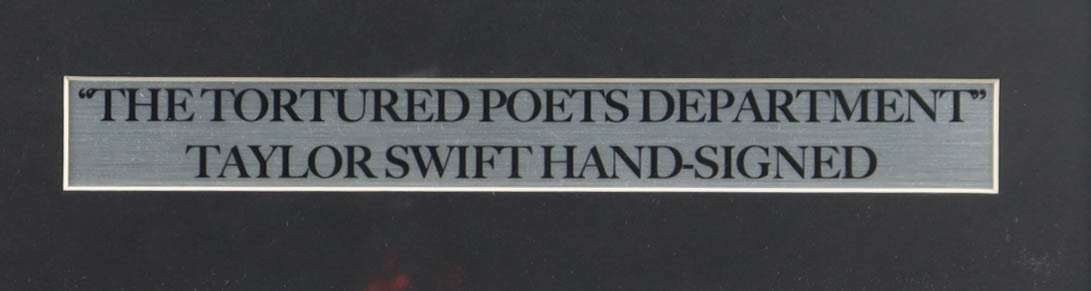 “THE TORTURED POETS DEPARTMENT”
TAYLOR SWIFT HAND-SIGNED